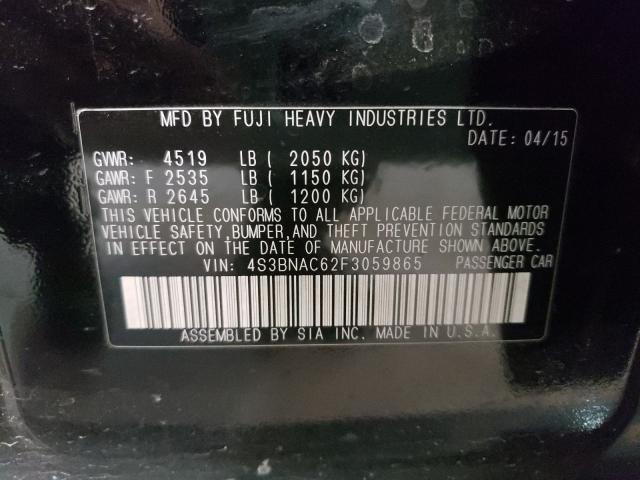 MFD BY FUJI HEAVY INDUSTRIES LTD.
DATE: 04/15
GVWR: 4519 LB ( 2050 KG)
GAWR: F 2535 LB ( 1150 KG)
GAWR: R 2645 LB ( 1200 KG)
THIS VEHICLE CONFORMS TO ALL APPLICABLE FEDERAL MOTOR
VEHICLE SAFETY, BUMPER, AND THEFT PREVENTION STANDARDS
IN EFFECT ON THE DATE OF MANUFACTURE SHOWN ABOVE.
VIN: 4S3BNAC62F3059865 PASSENGER CAR
ASSEMBLED BY SIA INC. MADE IN U.S.A.